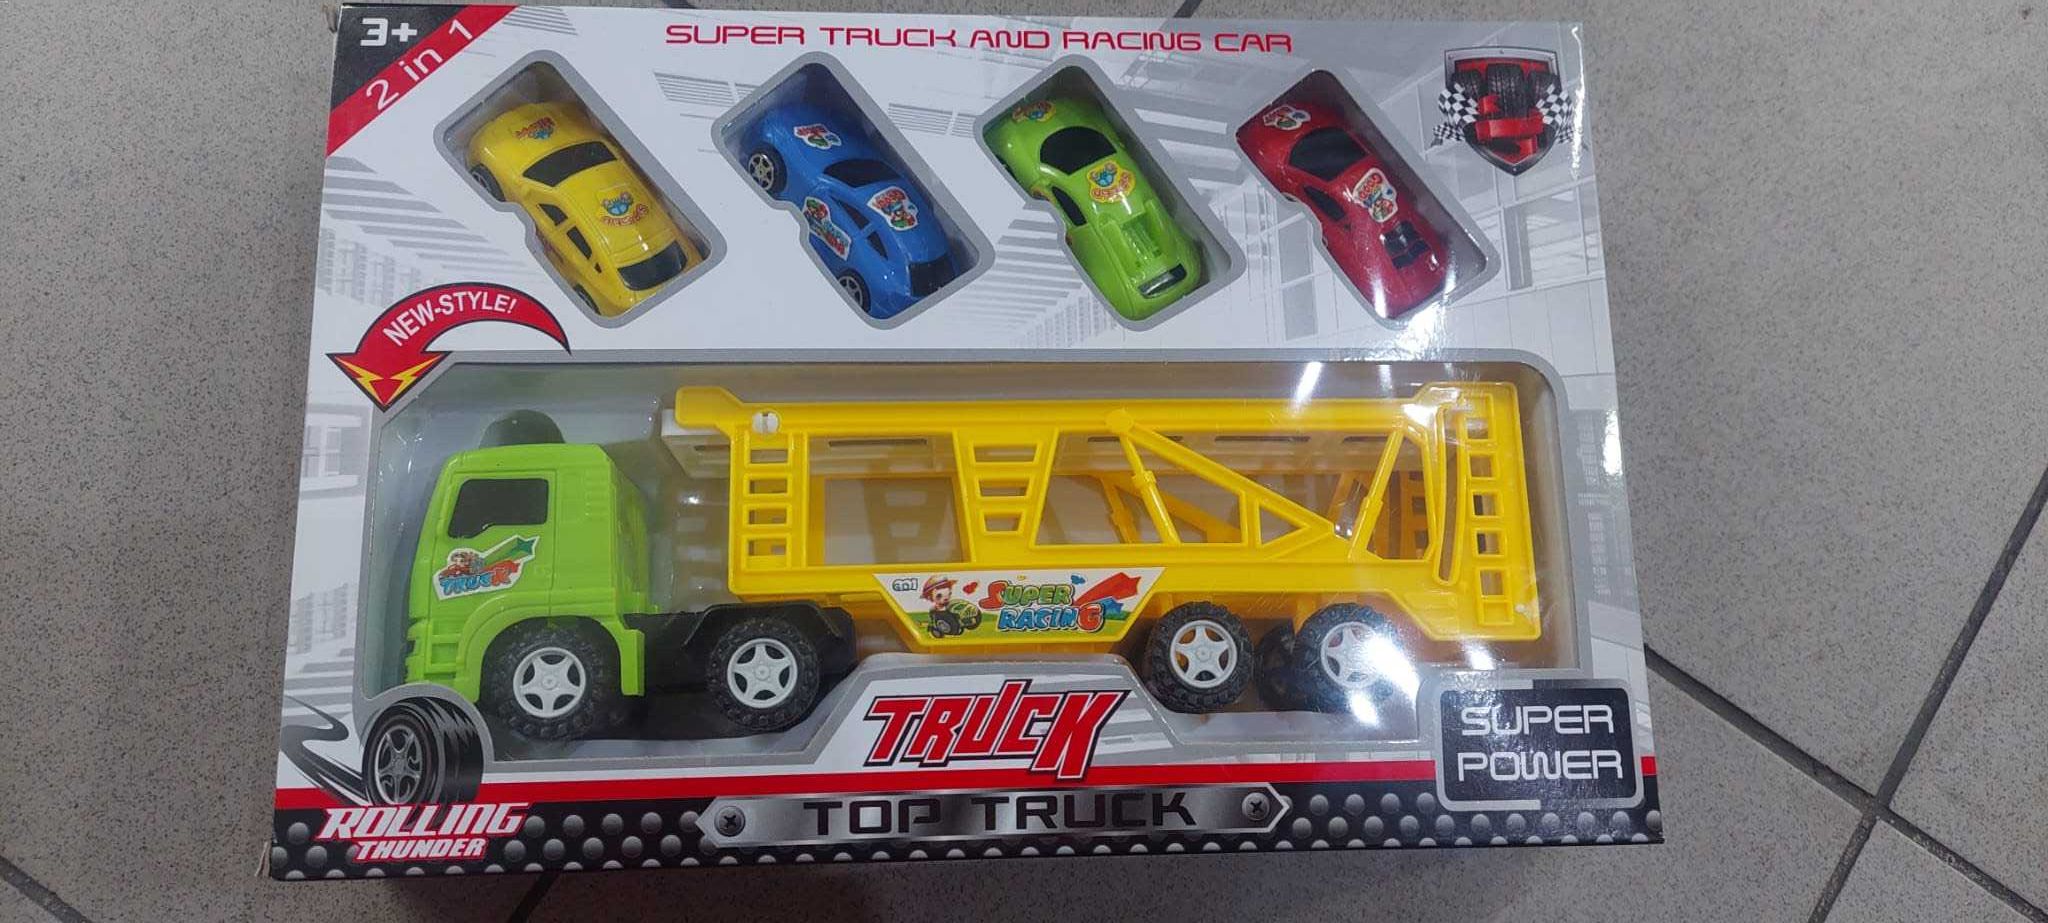 3+
2 in 1
SUPER TRUCK AND RACING CAR
NEW-STYLE!
TRUCK
SUPER
RACING
TRUCK
SUPER
POWER
TOP TRUCK
ROLLING
THUNDER